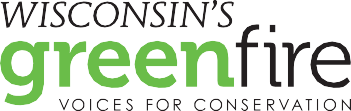 WISCONSIN'S
greenfire
VOICES FOR CONSERVATION